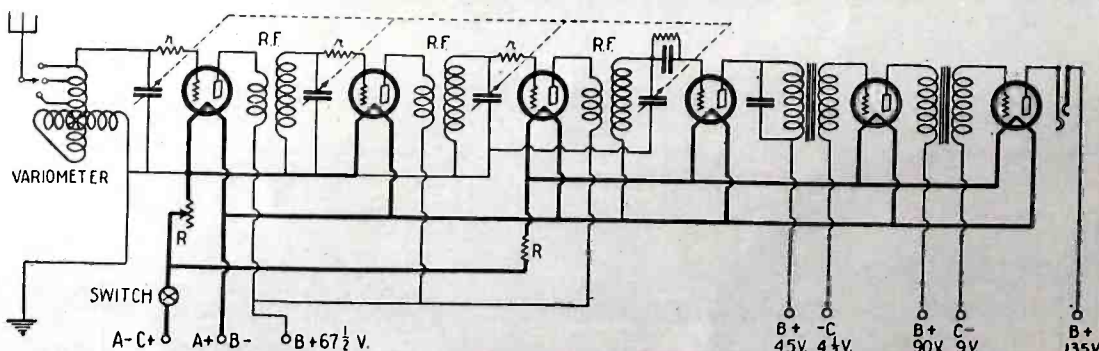 R.F. R.F. R.F.
r r r
VARIOMETER
R R
SWITCH
A-C+ A+ B- B+67½ V. B+ -C B+ C- B+
45V. 4½V. 90V. 9V. 135V.